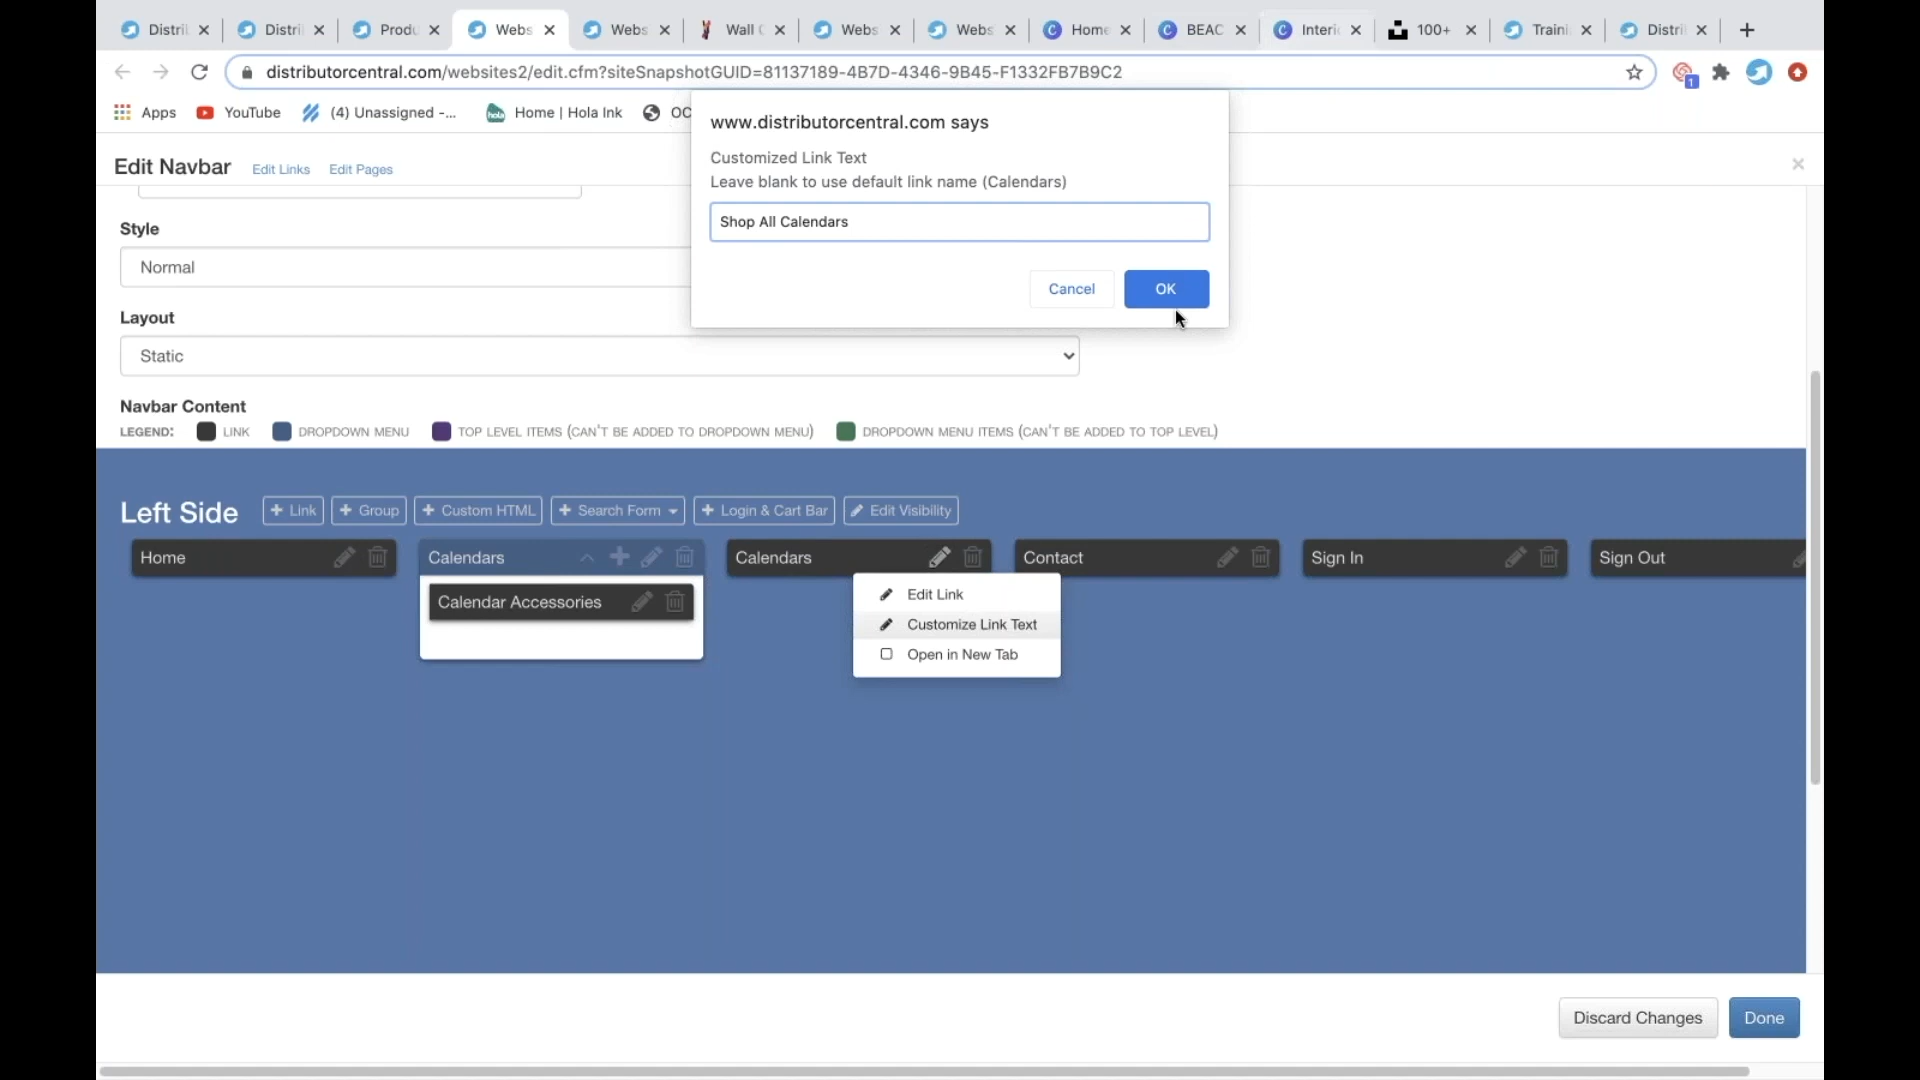 Distri
Distri
Produ
Webs
Webs
Wall C
Webs
Webs
Home
BEAC
Interi
100+
Traini
Distri
distributorcentral.com/websites2/edit.cfm?siteSnapshotGUID=81137189-4B7D-4346-9B45-F1332FB7B9C2
1
Apps
YouTube
(4) Unassigned -...
hola
Home | Hola Ink
OC
www.distributorcentral.com says
Customized Link Text
Leave blank to use default link name (Calendars)
Shop All Calendars
Cancel
OK
Edit Navbar
Edit Links
Edit Pages
Style
Normal
Layout
Static
Navbar Content
LEGEND: LINK DROPDOWN MENU TOP LEVEL ITEMS (CAN'T BE ADDED TO DROPDOWN MENU) DROPDOWN MENU ITEMS (CAN'T BE ADDED TO TOP LEVEL)
Left Side
+ Link
+ Group
+ Custom HTML
+ Search Form
+ Login & Cart Bar
Edit Visibility
Home
Calendars
Calendars
Contact
Sign In
Sign Out
Calendar Accessories
Edit Link
Customize Link Text
Open in New Tab
Discard Changes
Done